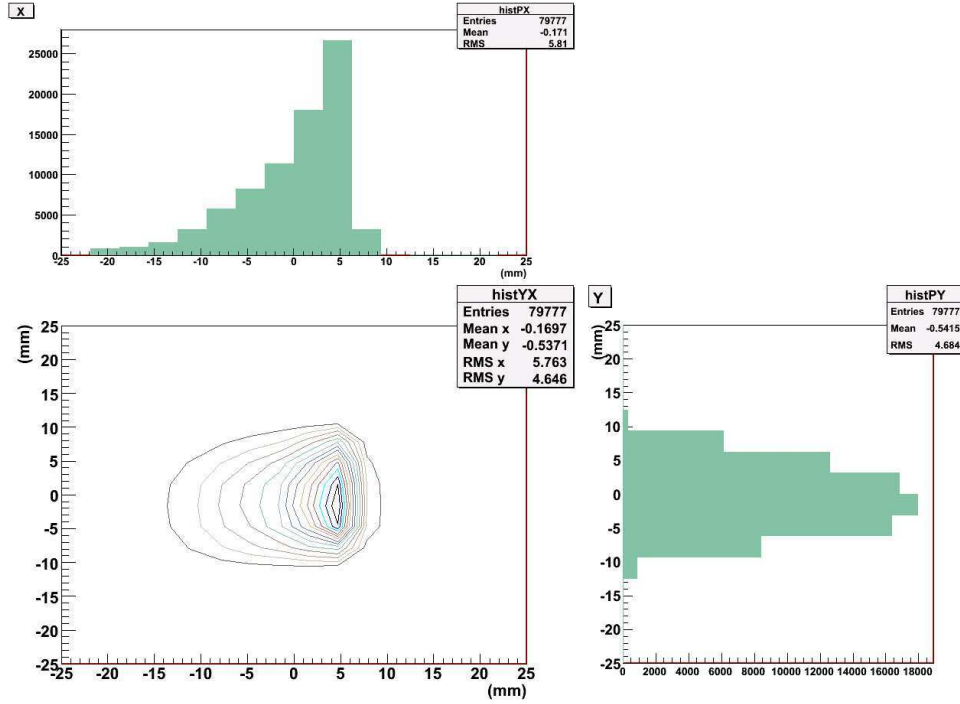 X
histPX
Entries 79777
Mean -0.171
RMS 5.81
25000
20000
15000
10000
5000
0
-25 -20 -15 -10 -5 0 5 10 15 20 25
(mm)
histYX
Entries 79777
Mean x -0.1697
Mean y -0.5371
RMS x 5.763
RMS y 4.646
(mm)
25
20
15
10
5
0
-5
-10
-15
-20
-25
-25 -20 -15 -10 -5 0 5 10 15 20 25
(mm)
Y
histPY
Entries 79777
Mean -0.5415
RMS 4.684
(mm)
25
20
15
10
5
0
-5
-10
-15
-20
-25
0 2000 4000 6000 8000 10000 12000 14000 16000 18000